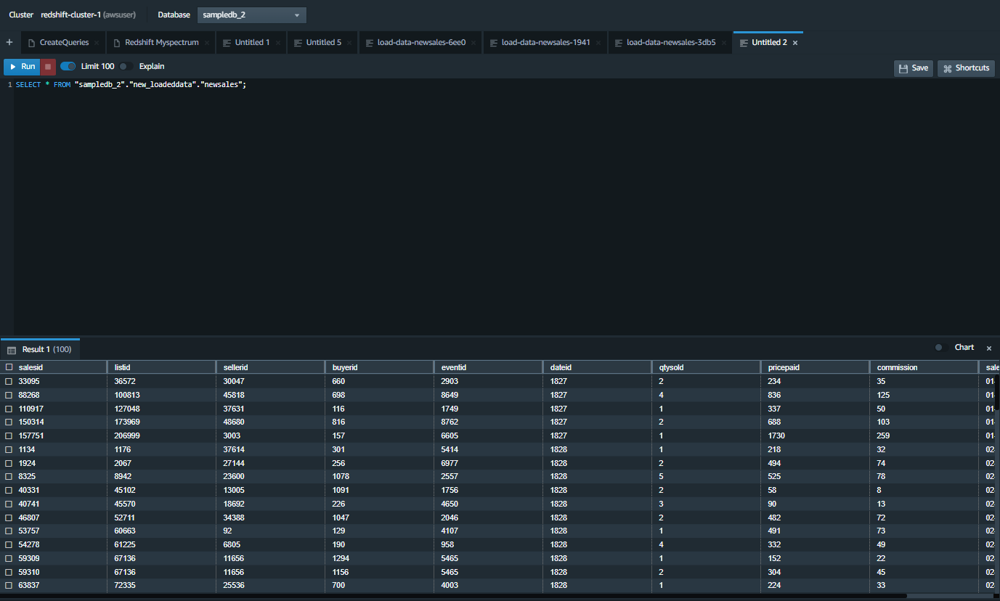 Cluster redshift-cluster-1 (awsuser) Database sampledb_2
+ CreateQueries × Redshift Myspectrum × Untitled 1 × Untitled 5 × load-data-newsales-6ee0 × load-data-newsales-1941 × load-data-newsales-3db5 × Untitled 2 ×
Run Limit 100 Explain Save Shortcuts
1 SELECT * FROM "sampledb_2"."new_loadeddata"."newsales";
Result 1 (100) Chart ×
salesid listid sellerid buyerid eventid dateid qtysold pricepaid commission sale
33095 36572 30047 660 2903 1827 2 234 35 01-
88268 100813 45818 698 8649 1827 4 836 125 01-
110917 127048 37631 116 1749 1827 1 337 50 01-
150314 173969 48680 816 8762 1827 2 688 103 01-
157751 206999 3003 157 6605 1827 1 1730 259 01-
1134 1176 37614 301 5414 1828 1 218 32 02-
1924 2067 27144 256 6977 1828 2 494 74 02-
8325 8942 23600 1078 2557 1828 5 525 78 02-
40331 45102 13005 1091 1756 1828 2 58 8 02-
40741 45570 18692 226 4650 1828 3 90 13 02-
46807 52711 34388 1047 2046 1828 2 482 72 02-
53757 60663 92 129 4107 1828 1 491 73 02-
54278 61225 6805 190 958 1828 4 332 49 02-
59309 67136 11656 1294 5465 1828 1 152 22 02-
59310 67136 11656 1156 5465 1828 2 304 45 02-
63837 72335 25536 700 4003 1828 1 224 33 02-